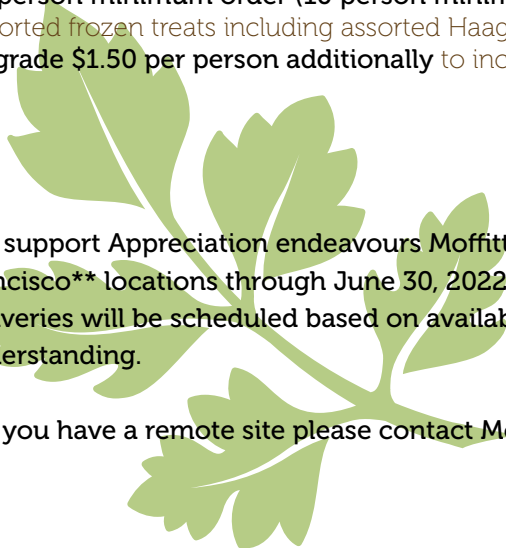 person minimum order (10 person minim
orted frozen treats including assorted Haag
grade $1.50 per person additionally to inc
support Appreciation endeavours Moffitt
ncisco** locations through June 30, 2022
veries will be scheduled based on availab
derstanding.
you have a remote site please contact Mo